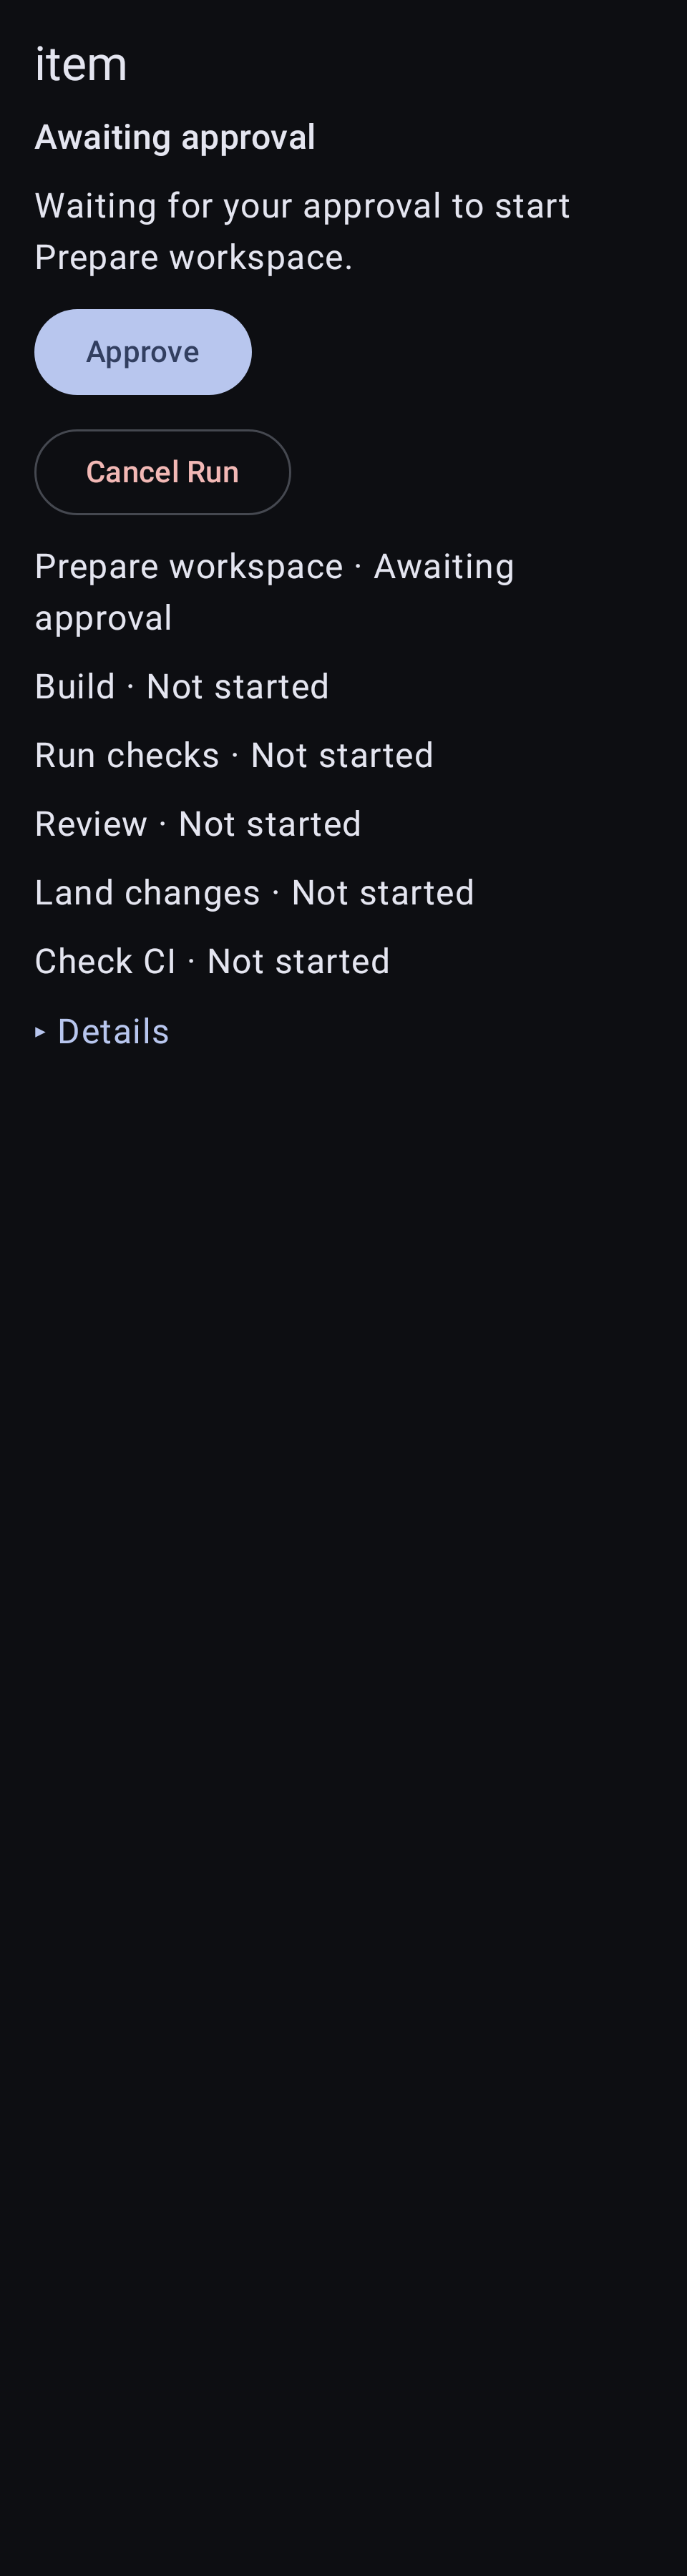 item
Awaiting approval
Waiting for your approval to start
Prepare workspace.
Approve
Cancel Run
Prepare workspace · Awaiting
approval
Build · Not started
Run checks · Not started
Review · Not started
Land changes · Not started
Check CI · Not started
▸ Details